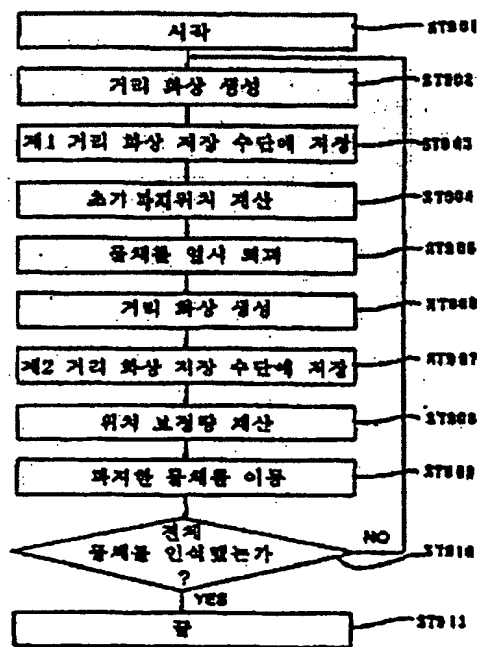 시작
ST901
거리 화상 생성
ST902
제1 거리 화상 저장 수단에 저장
ST903
초기 파지위치 계산
ST904
물체를 일시 파지
ST905
거리 화상 생성
ST906
제2 거리 화상 저장 수단에 저장
ST907
위치 보정량 계산
ST908
파지한 물체를 이동
ST909
전체
물체를 인식했는가
?
NO
ST910
YES
끝
ST911